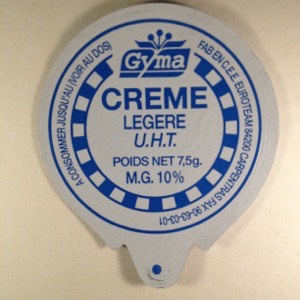 Gyma
CREME
LEGERE
U.H.T.
POIDS NET 7,5g.
M.G. 10%
A CONSOMMER JUSQU'AU (VOIR AU DOS)
FAB EN C.E.E. EUROTEAM 84200 CARPENTRAS FAX 90-63-03-01